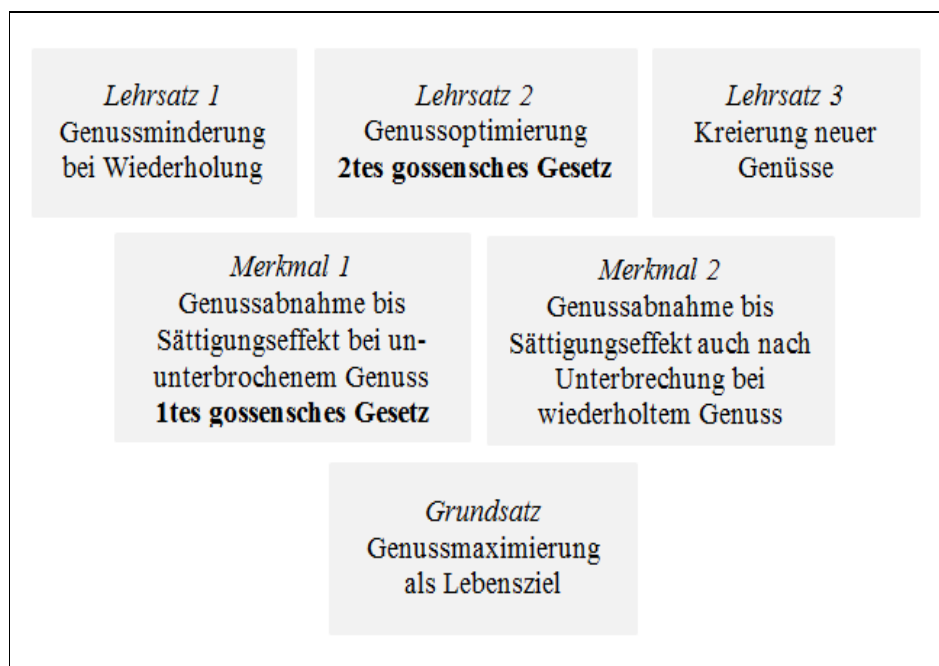 Lehrsatz 1
Genussminderung
bei Wiederholung
Lehrsatz 2
Genussoptimierung
2tes gossensches Gesetz
Lehrsatz 3
Kreierung neuer
Genüsse
Merkmal 1
Genussabnahme bis
Sättigungseffekt bei un-
unterbrochenem Genuss
1tes gossensches Gesetz
Merkmal 2
Genussabnahme bis
Sättigungseffekt auch nach
Unterbrechung bei
wiederholtem Genuss
Grundsatz
Genussmaximierung
als Lebensziel